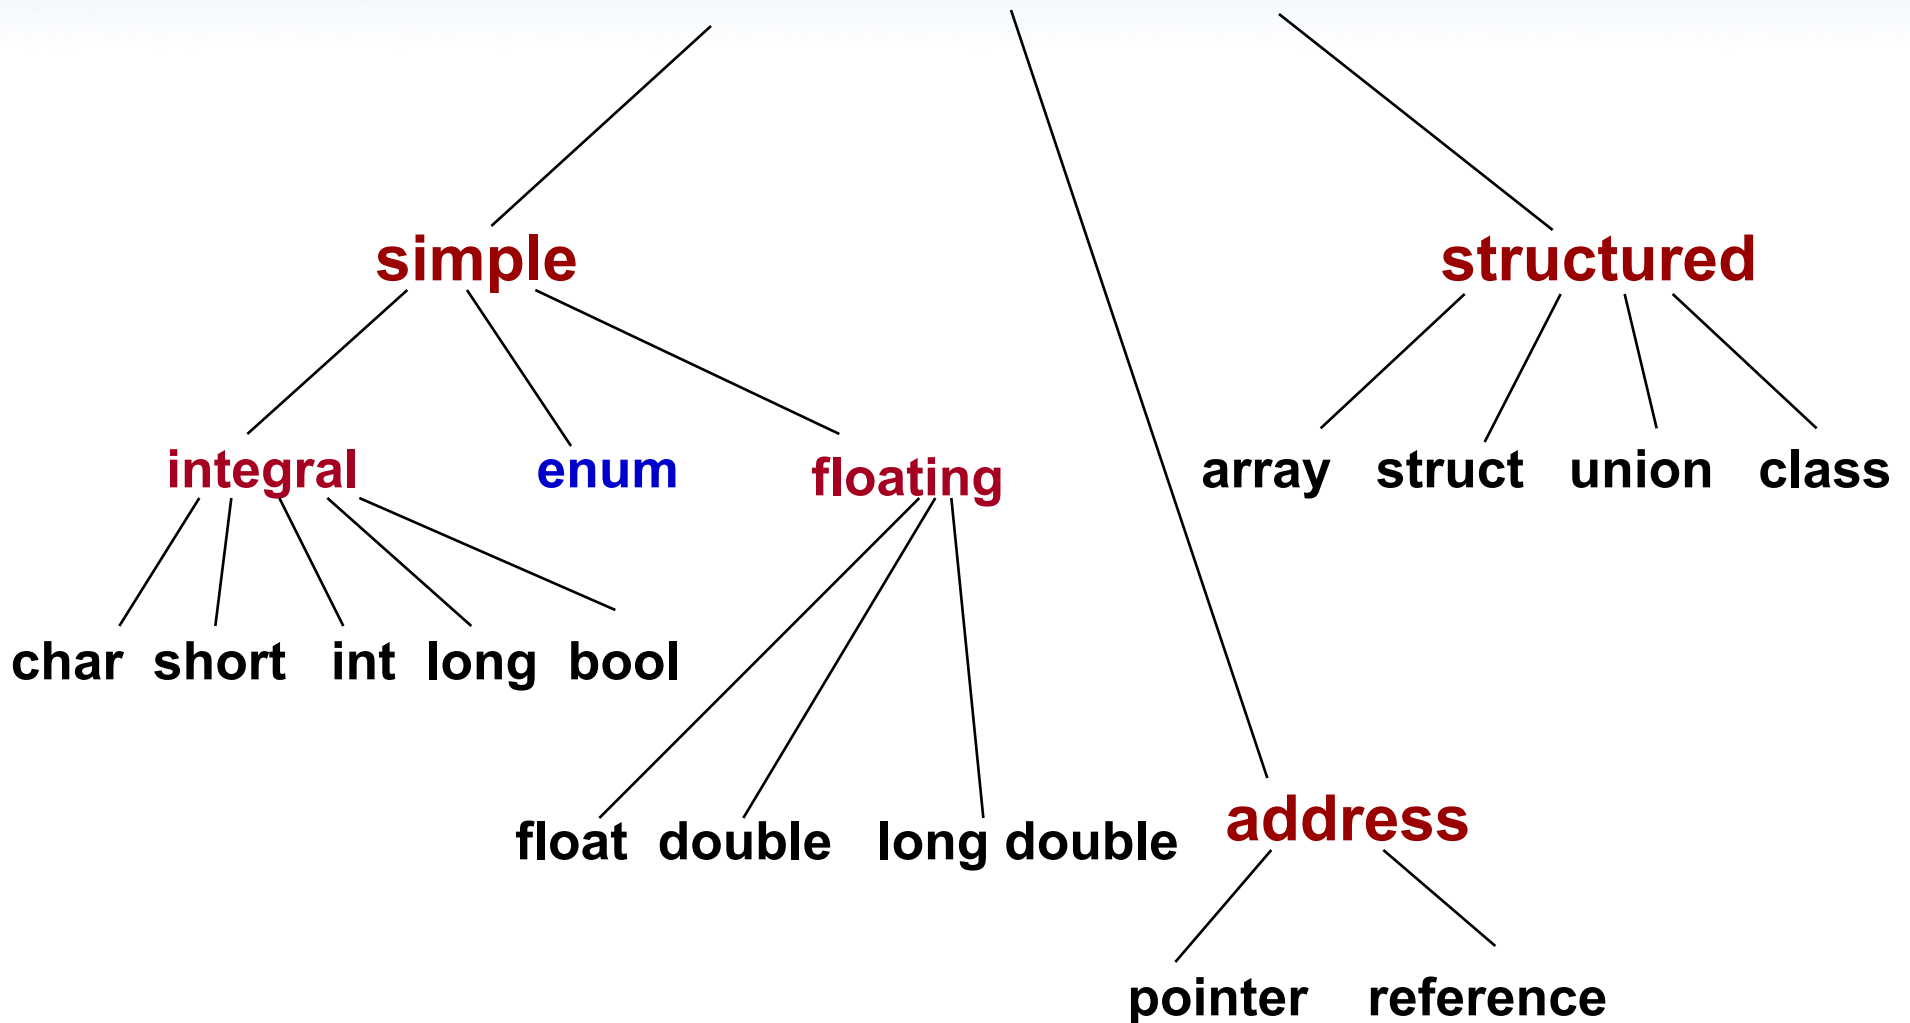 simple
structured
integral
enum
floating
array struct union class
char short int long bool
float double long double
address
pointer reference